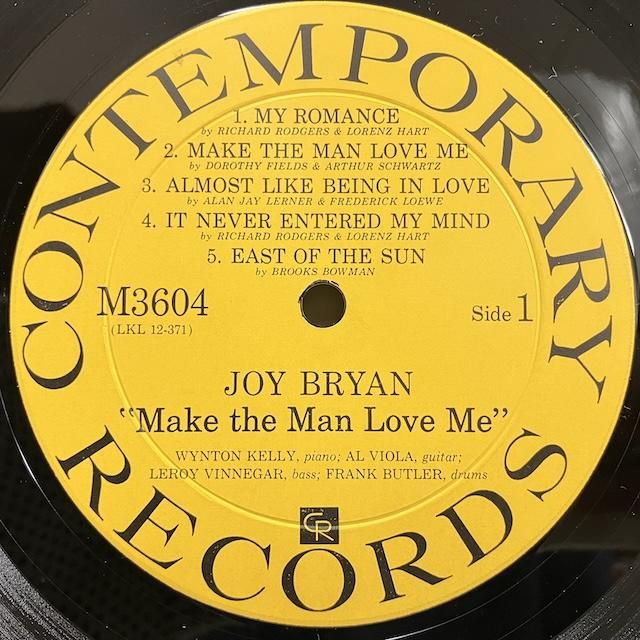 CONTEMPORARY
1. MY ROMANCE
by RICHARD RODGERS & LORENZ HART
2. MAKE THE MAN LOVE ME
by DOROTHY FIELDS & ARTHUR SCHWARTZ
3. ALMOST LIKE BEING IN LOVE
by ALAN JAY LERNER & FREDERICK LOEWE
4. IT NEVER ENTERED MY MIND
by RICHARD RODGERS & LORENZ HART
5. EAST OF THE SUN
by BROOKS BOWMAN
M3604
(LKL 12-371)
Side 1
JOY BRYAN
"Make the Man Love Me"
WYNTON KELLY, piano; AL VIOLA, guitar;
LEROY VINNEGAR, bass; FRANK BUTLER, drums
CR
RECORDS